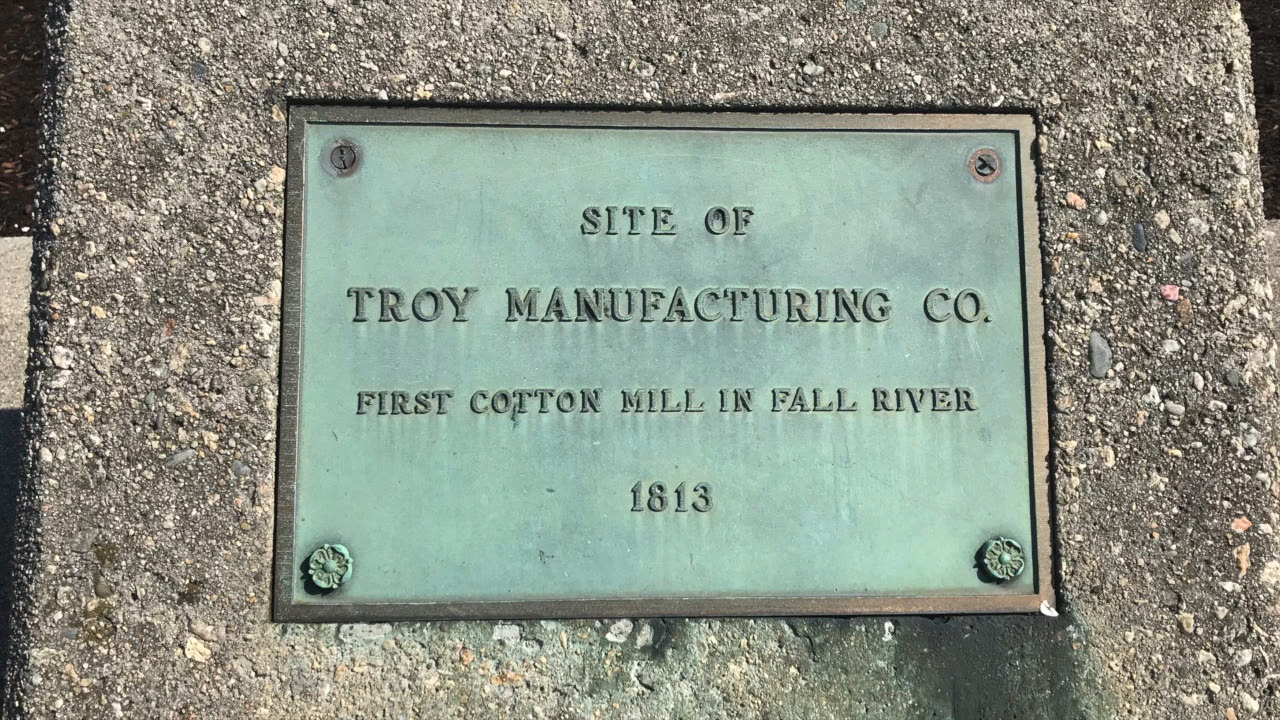 SITE OF
TROY MANUFACTURING CO.
FIRST COTTON MILL IN FALL RIVER
1813